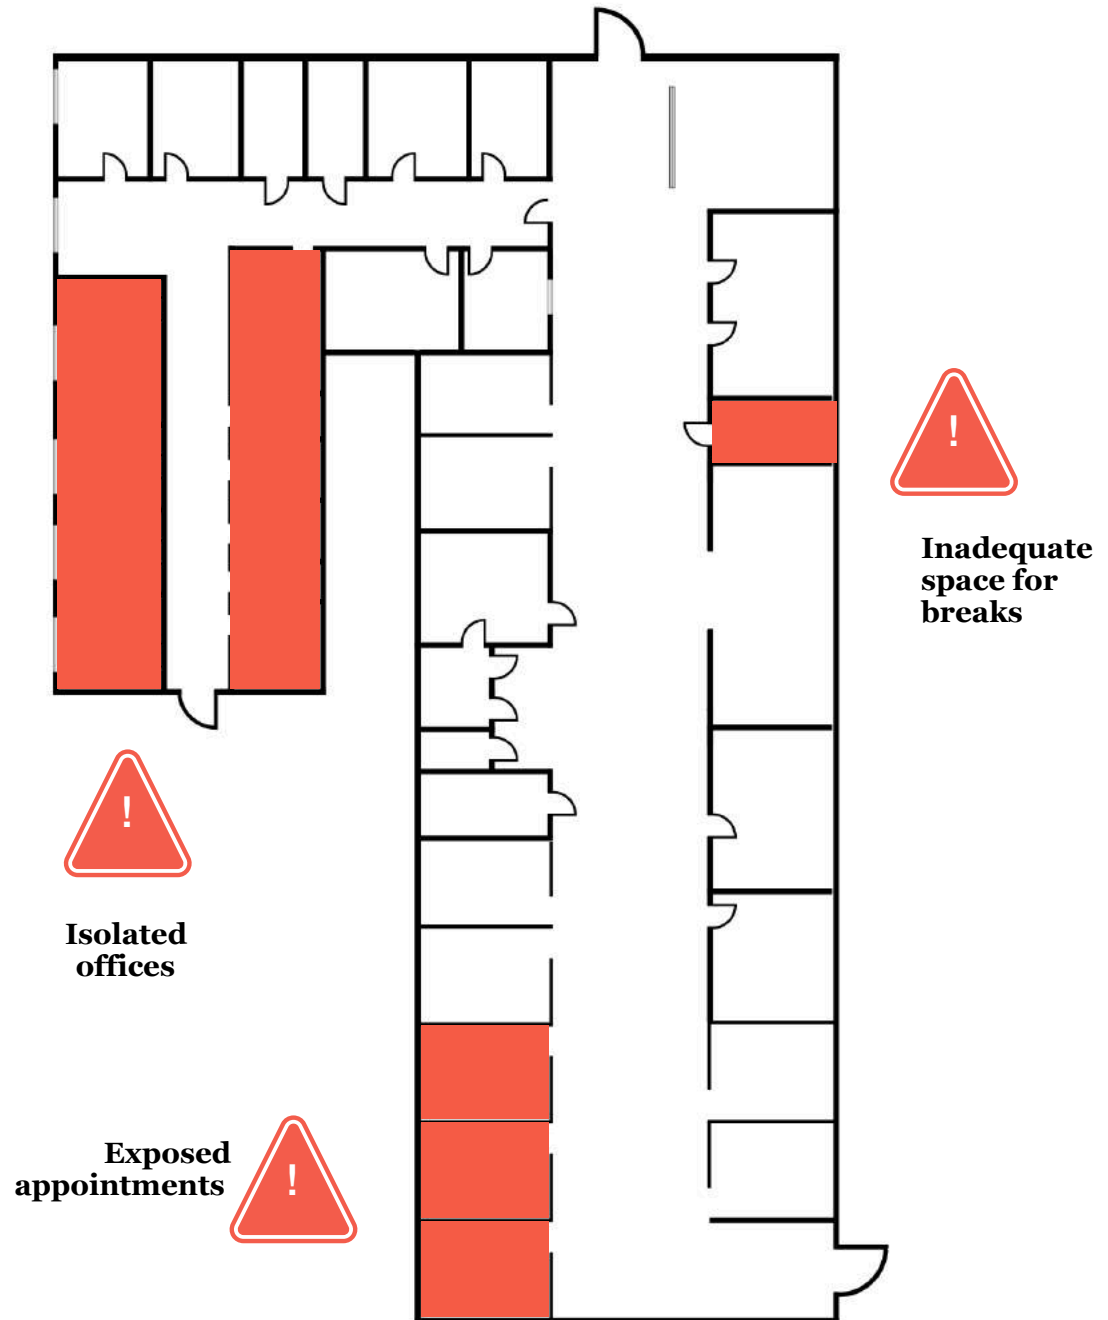 !
Inadequate
space for
breaks
!
Isolated
offices
Exposed
appointments
!